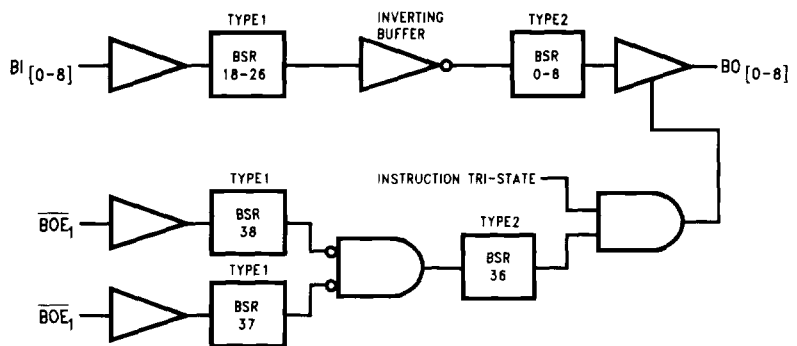 TYPE1
INVERTING
BUFFER
TYPE2
BI[0-8]
BSR
18-26
BSR
0-8
BO[0-8]
TYPE1
INSTRUCTION TRI-STATE
BOE1
BSR
38
TYPE2
TYPE1
BSR
36
BOE1
BSR
37